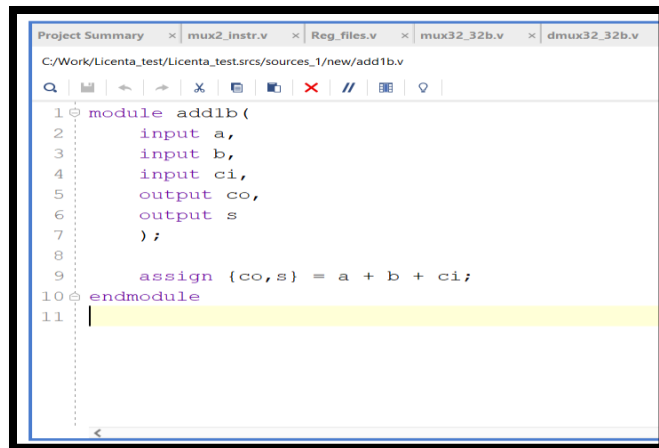 Project Summary × mux2_instr.v × Reg_files.v × mux32_32b.v × dmux32_32b.v
C:/Work/Licenta_test/Licenta_test.srcs/sources_1/new/add1b.v
1 module add1b(
2 input a,
3 input b,
4 input ci,
5 output co,
6 output s
7 );
8
9 assign {co,s} = a + b + ci;
10 endmodule
11